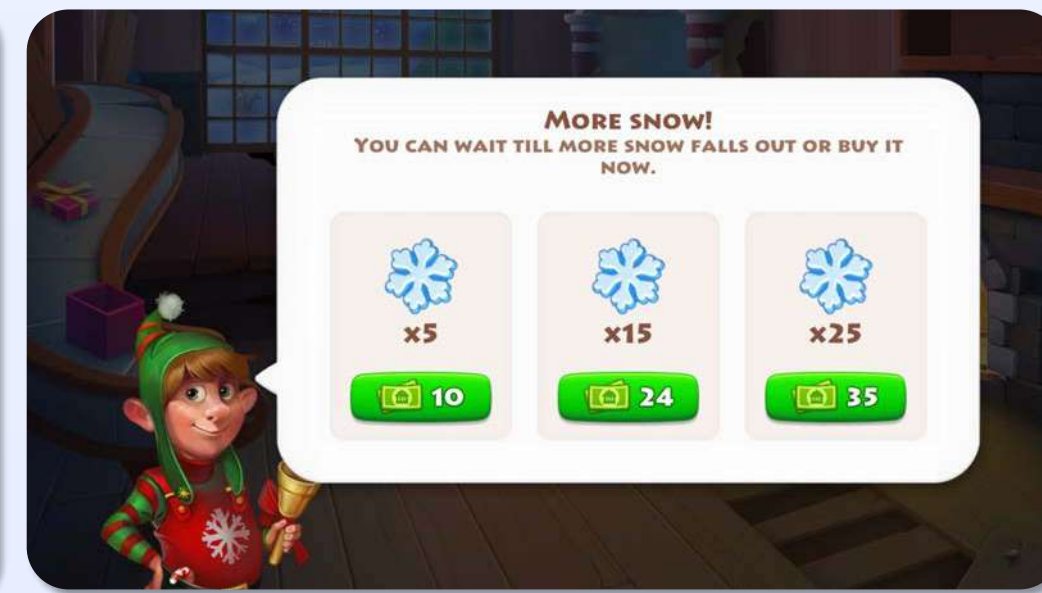 MORE SNOW!
YOU CAN WAIT TILL MORE SNOW FALLS OUT OR BUY IT
NOW.
x5
x15
x25
10
24
35